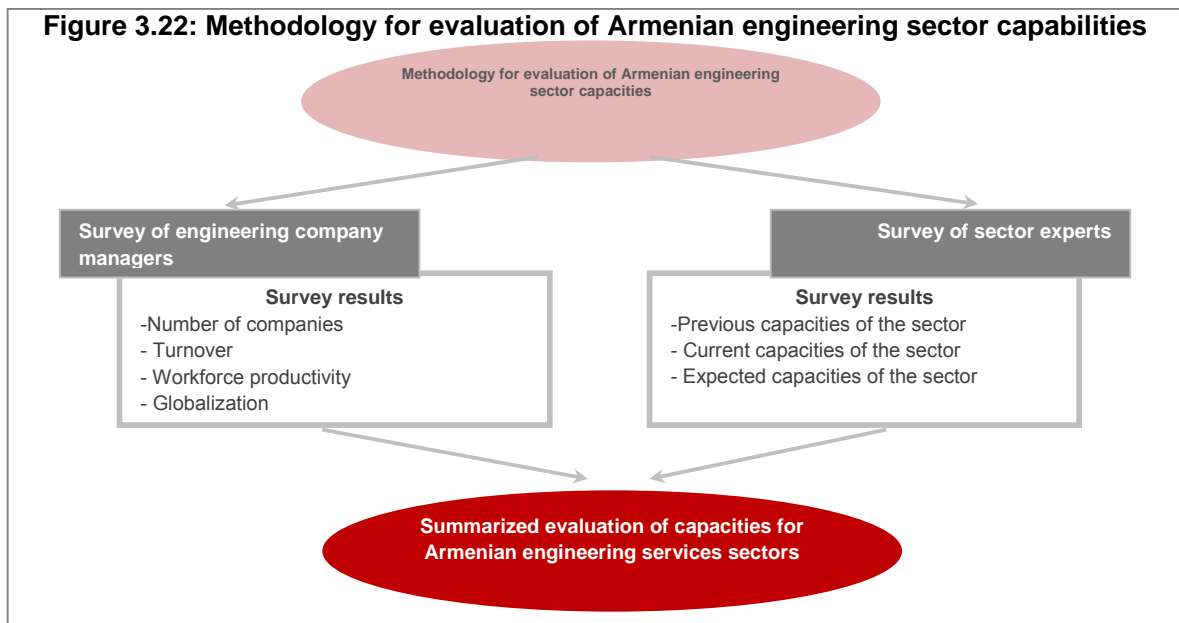 Figure 3.22: Methodology for evaluation of Armenian engineering sector capabilities
Methodology for evaluation of Armenian engineering
sector capacities
Survey of engineering company
managers
Survey results
-Number of companies
- Turnover
- Workforce productivity
- Globalization
Survey of sector experts
Survey results
-Previous capacities of the sector
- Current capacities of the sector
- Expected capacities of the sector
Summarized evaluation of capacities for
Armenian engineering services sectors